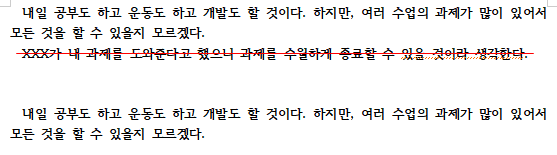 내일 공부도 하고 운동도 하고 개발도 할 것이다. 하지만, 여러 수업의 과제가 많이 있어서
모든 것을 할 수 있을지 모르겠다.
XXX가 내 과제를 도와준다고 했으니 과제를 수월하게 종료할 수 있을 것이라 생각한다.
내일 공부도 하고 운동도 하고 개발도 할 것이다. 하지만, 여러 수업의 과제가 많이 있어서
모든 것을 할 수 있을지 모르겠다.